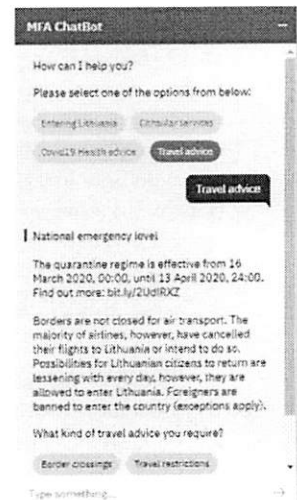 MFA ChatBot
How can I help you?
Please select one of the options from below:
Entering Lithuania Consular services
Covid19 Health advice Travel advice
Travel advice
National emergency level
The quarantine regime is effective from 16
March 2020, 00:00, until 13 April 2020, 24:00.
Find out more: bit.ly/2UdIRXZ
Borders are not closed for air transport. The
majority of airlines, however, have cancelled
their flights to Lithuania or intend to do so.
Possibilities for Lithuanian citizens to return are
lessening with every day, however, they are
allowed to enter Lithuania. Foreigners are
banned to enter the country (exceptions apply).
What kind of travel advice you require?
Border crossings Travel restrictions
Type something...